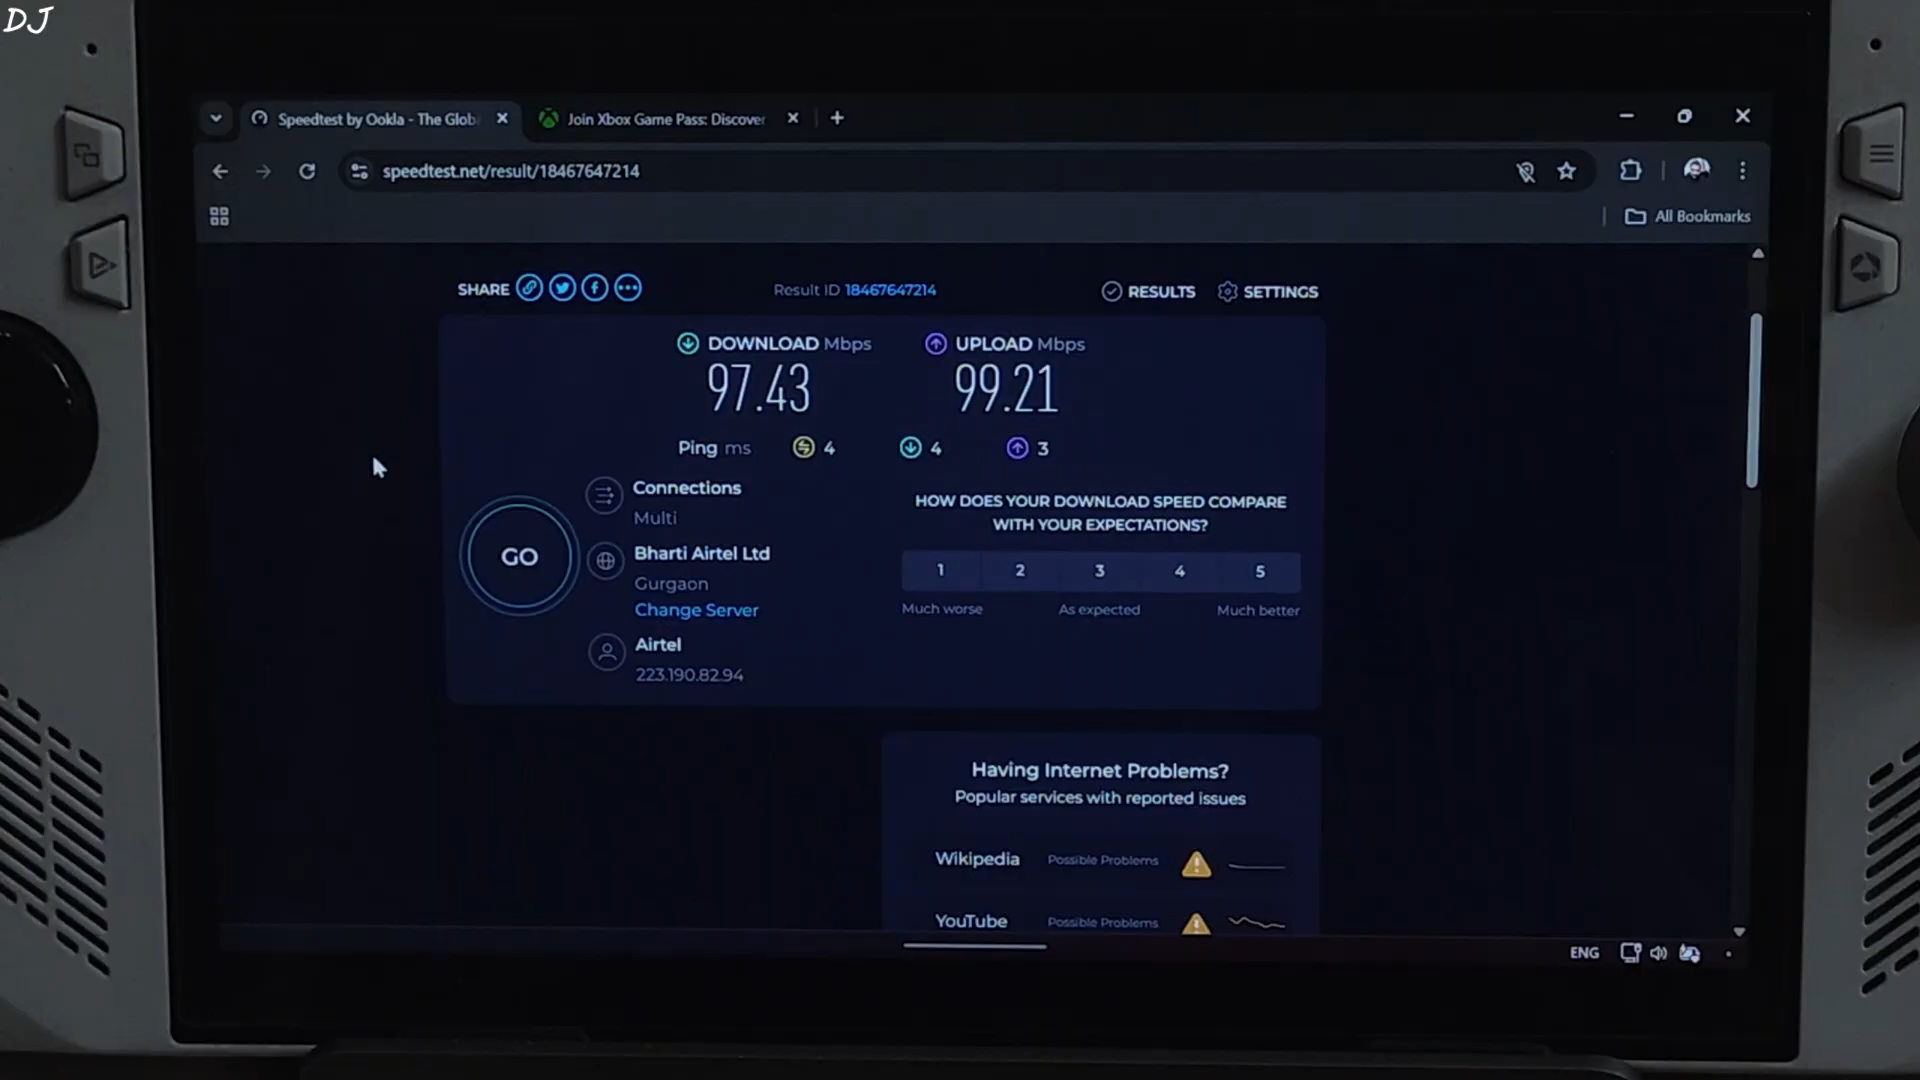 DJ
Speedtest by Ookla - The Glob
Join Xbox Game Pass: Discover
speedtest.net/result/18467647214
All Bookmarks
SHARE
Result ID 18467647214
RESULTS
SETTINGS
DOWNLOAD Mbps
UPLOAD Mbps
97.43
99.21
Ping ms 4 4 3
Connections
Multi
HOW DOES YOUR DOWNLOAD SPEED COMPARE
WITH YOUR EXPECTATIONS?
GO
Bharti Airtel Ltd
Gurgaon
Change Server
1 2 3 4 5
Much worse As expected Much better
Airtel
223.190.82.94
Having Internet Problems?
Popular services with reported issues
Wikipedia Possible Problems
YouTube Possible Problems
ENG